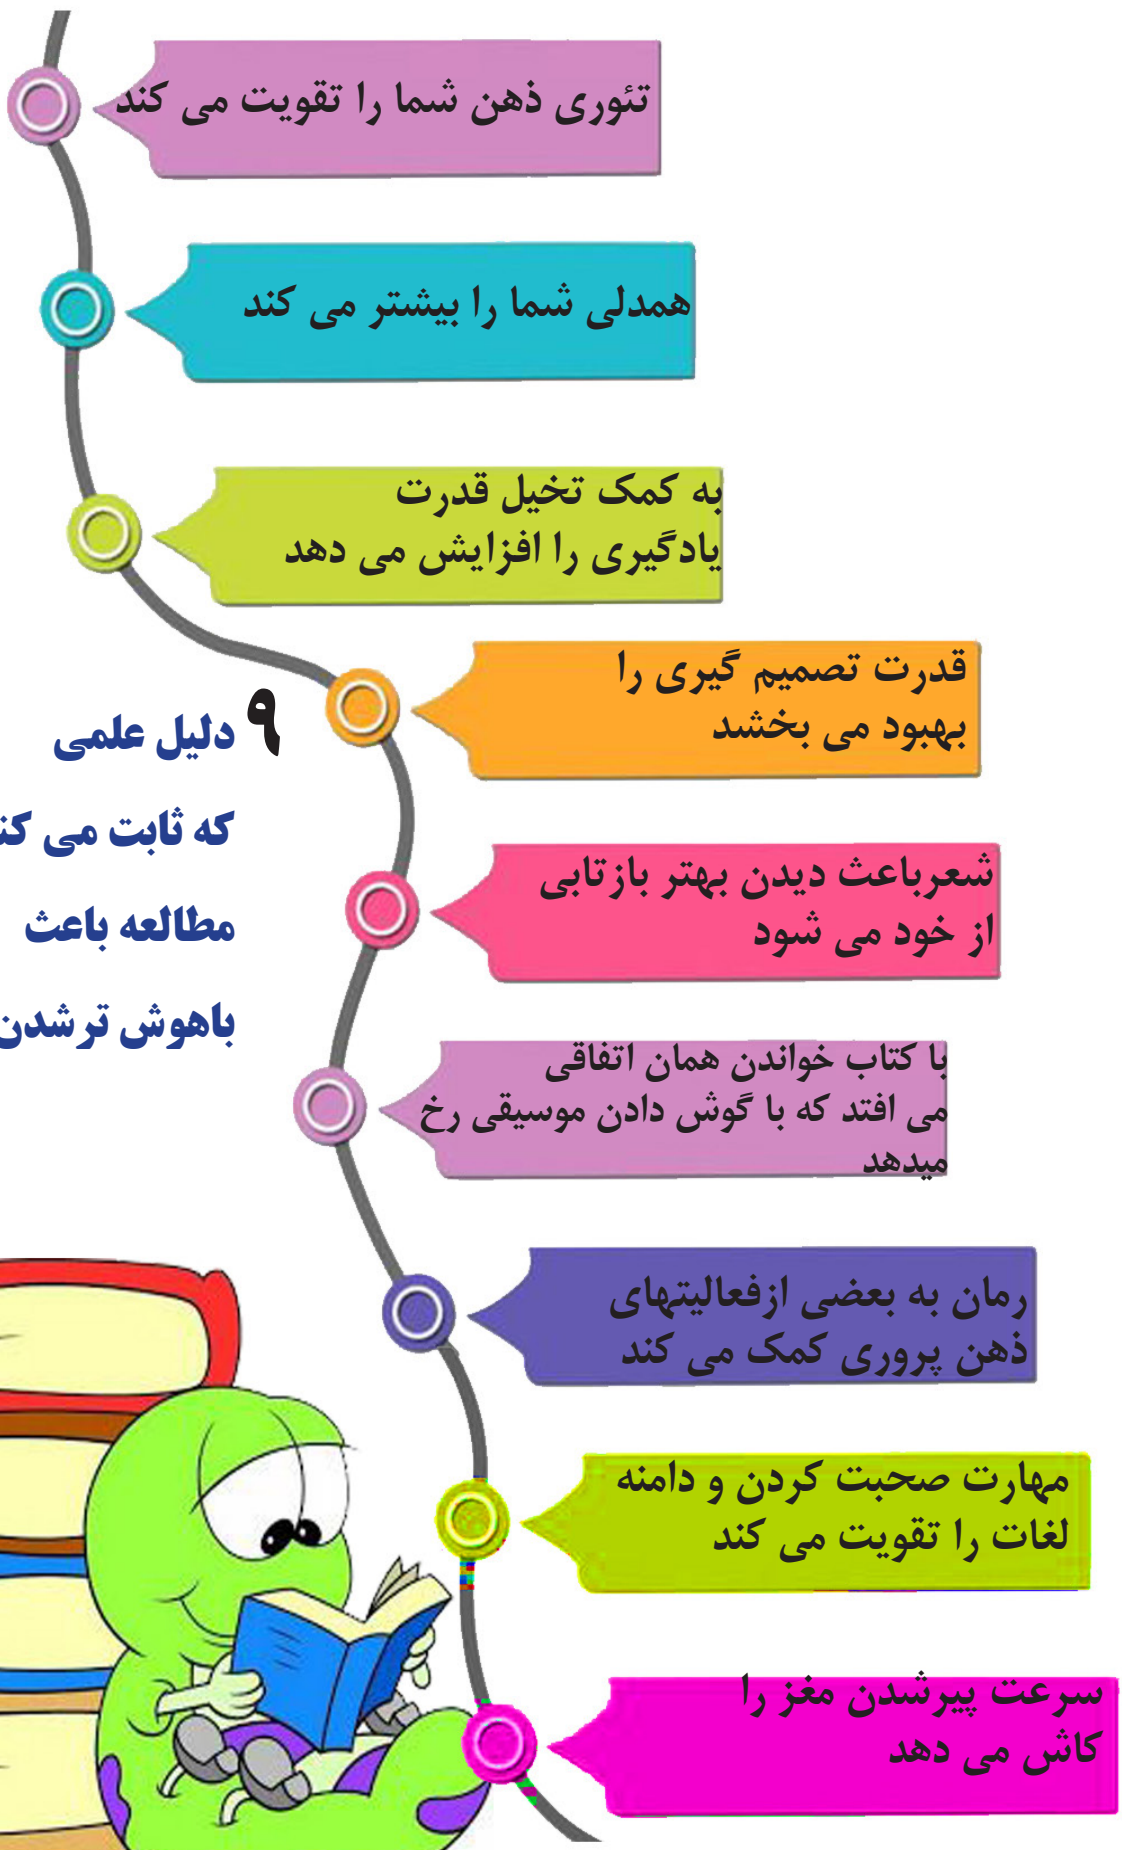 تئوری ذهن شما را تقویت می کند
همدلی شما را بیشتر می کند
به کمک تخیل قدرت
یادگیری را افزایش می دهد
قدرت تصمیم گیری را
بهبود می بخشد
۹ دلیل علمی
که ثابت می کن
مطالعه باعث
باهوش ترشدن
شعرباعث دیدن بهتر بازتابی
از خود می شود
با کتاب خواندن همان اتفاقی
می افتد که با گوش دادن موسیقی رخ
میدهد
رمان به بعضی ازفعالیتهای
ذهن پروری کمک می کند
مهارت صحبت کردن و دامنه
لغات را تقویت می کند
سرعت پیرشدن مغز را
کاش می دهد